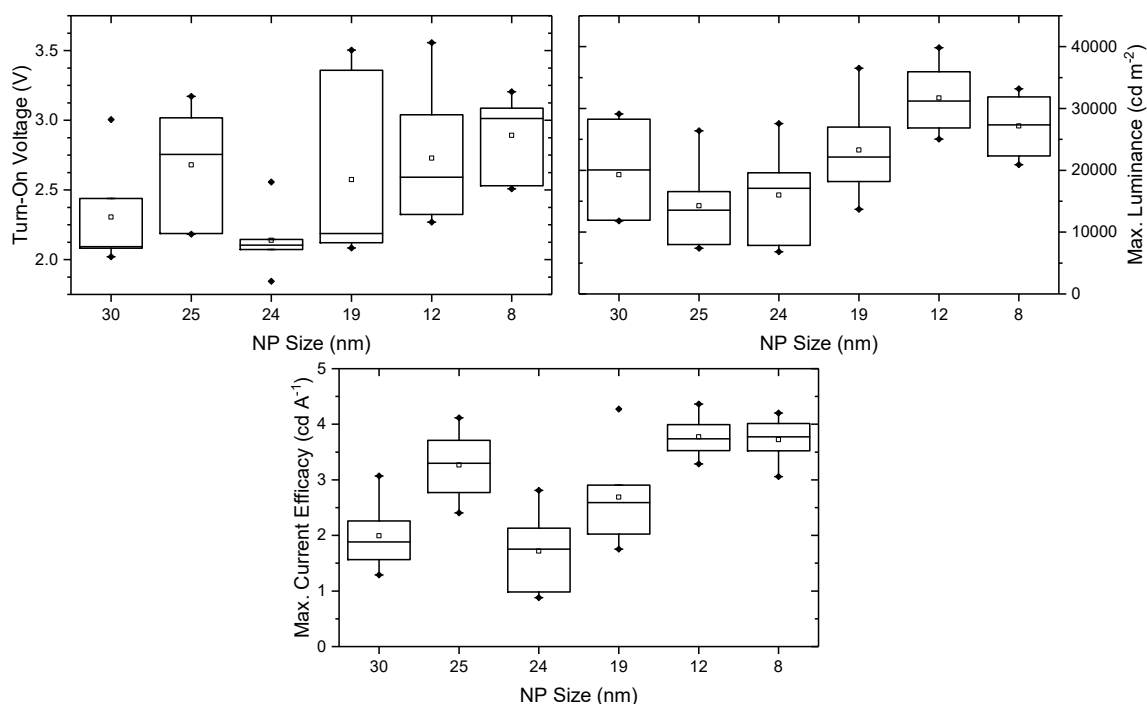 Turn-On Voltage (V)
3.5
3.0
2.5
2.0
30 25 24 19 12 8
NP Size (nm)
40000
30000
20000
10000
0
Max. Luminance (cd m⁻²)
30 25 24 19 12 8
NP Size (nm)
Max. Current Efficacy (cd A⁻¹)
5
4
3
2
1
0
30 25 24 19 12 8
NP Size (nm)